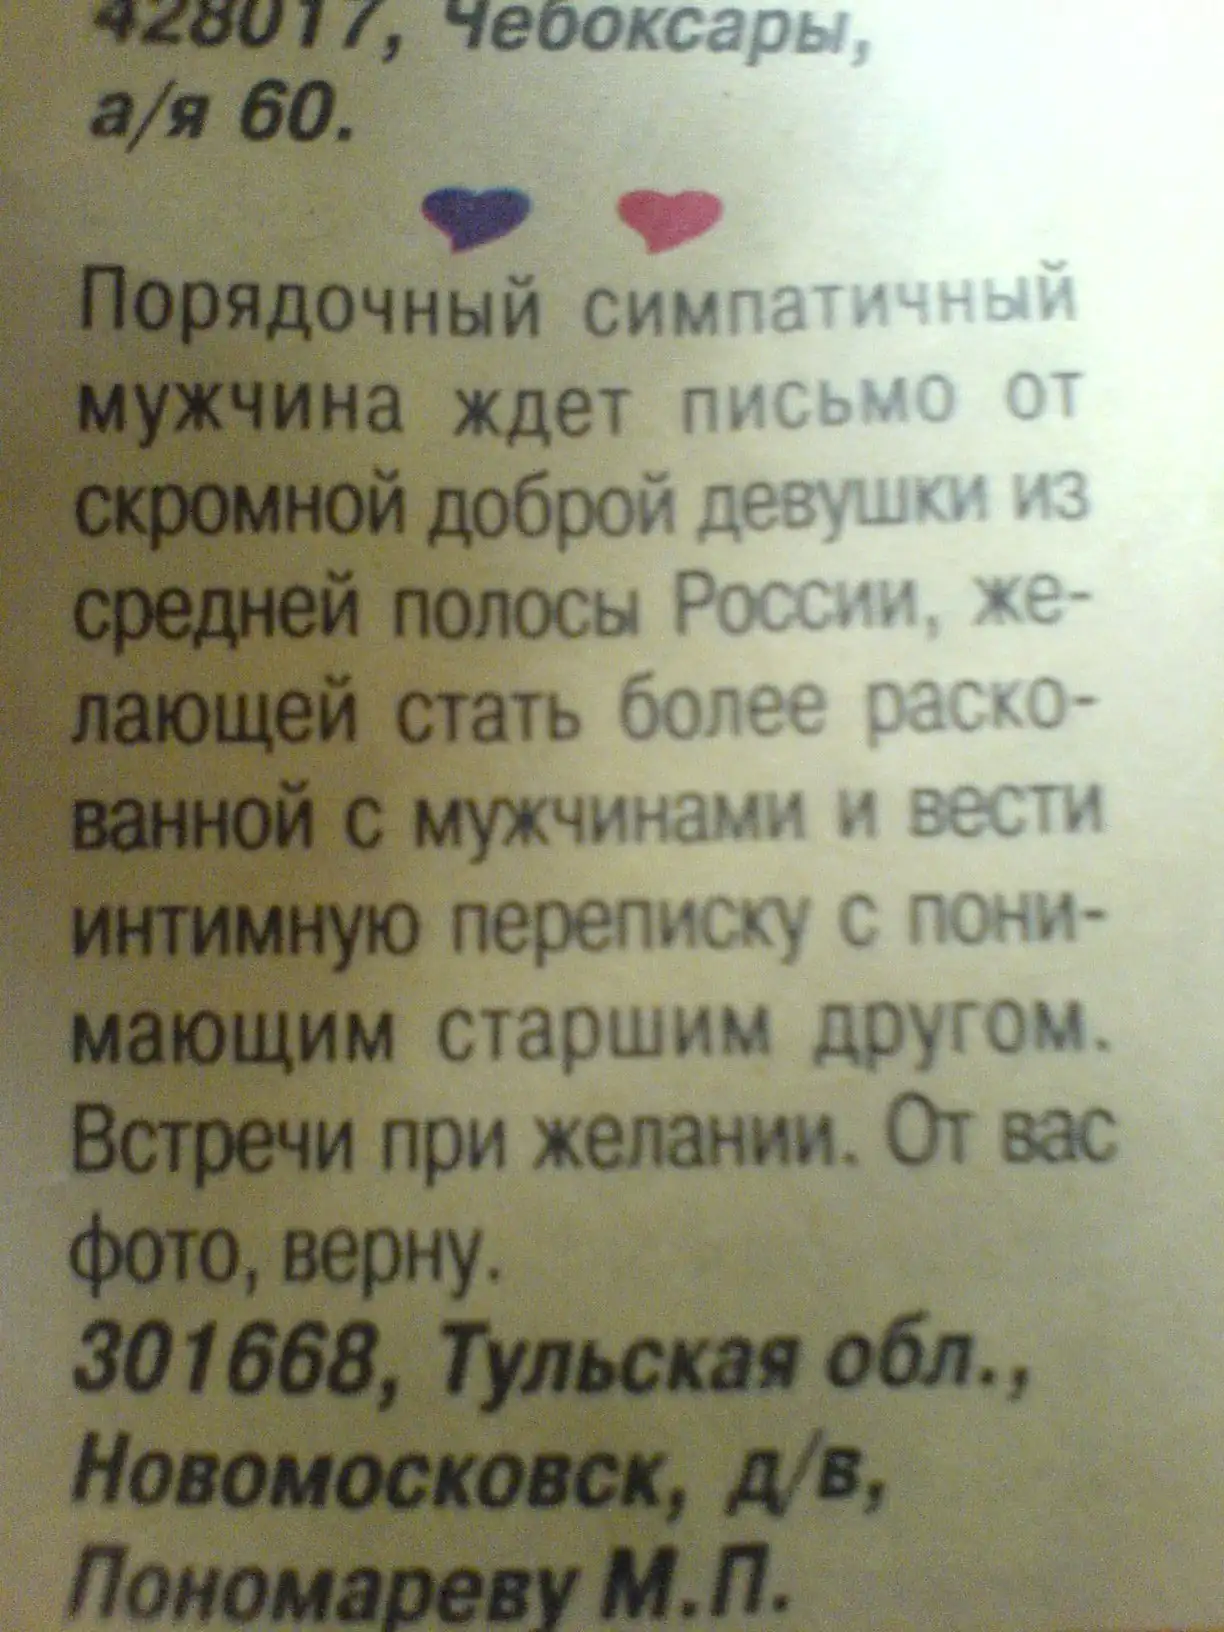 428017, Чебоксары,
а/я 60.
Порядочный симпатичный
мужчина ждет письмо от
скромной доброй девушки из
средней полосы России, же-
лающей стать более раско-
ванной с мужчинами и вести
интимную переписку с пони-
мающим старшим другом.
Встречи при желании. От вас
фото, верну.
301668, Тульская обл.,
Новомосковск, д/в,
Пономареву М.П.